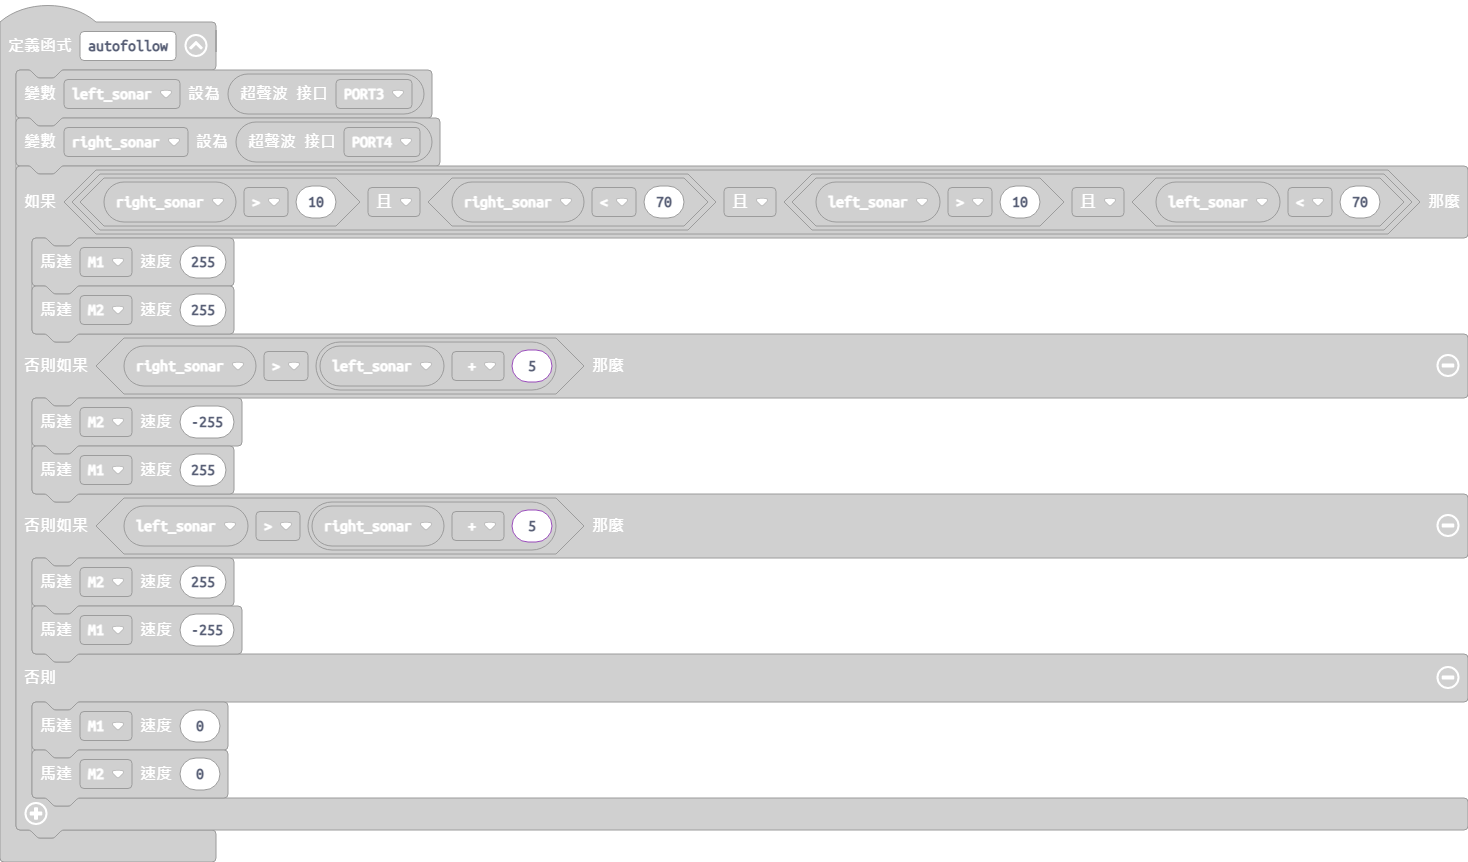 定義函式 autofollow
變數 left_sonar 設為 超聲波 接口 PORT3
變數 right_sonar 設為 超聲波 接口 PORT4
如果 right_sonar > 10 且 right_sonar < 70 且 left_sonar > 10 且 left_sonar < 70 那麼
馬達 M1 速度 255
馬達 M2 速度 255
否則如果 right_sonar > left_sonar + 5 那麼
馬達 M2 速度 -255
馬達 M1 速度 255
否則如果 left_sonar > right_sonar + 5 那麼
馬達 M2 速度 255
馬達 M1 速度 -255
否則
馬達 M1 速度 0
馬達 M2 速度 0